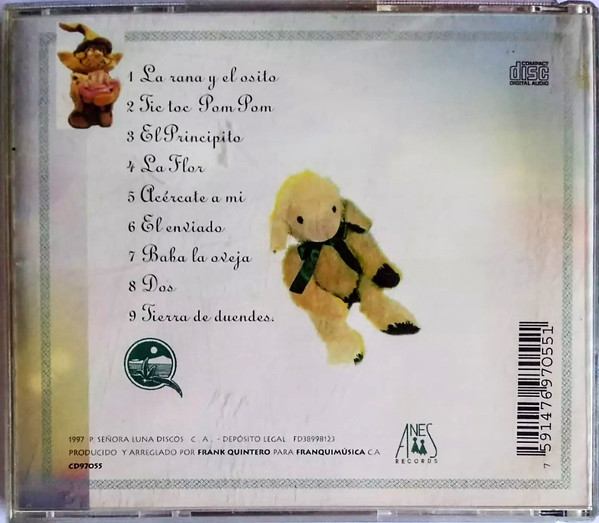 1 La rana y el osito
2 Tic toc Pom Pom
3 El Principito
4 La Flor
5 Acércate a mi
6 El enviado
7 Baba la oveja
8 Dos
9 Tierra de duendes.
COMPACT
disc
DIGITAL AUDIO
1997 P. SEÑORA LUNA DISCOS C.A. - DEPÓSITO LEGAL FD38998123
PRODUCIDO Y ARREGLADO POR FRANK QUINTERO PARA FRANQUIMÚSICA C.A
CD97055
ANES
RECORDS
7 591476 970551